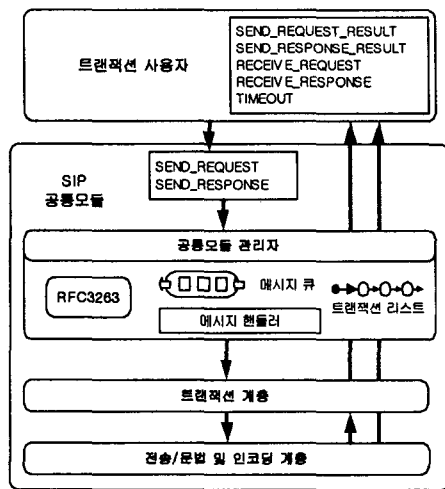 트랜잭션 사용자
SEND_REQUEST_RESULT
SEND_RESPONSE_RESULT
RECEIVE_REQUEST
RECEIVE_RESPONSE
TIMEOUT
SIP
공통모듈
SEND_REQUEST
SEND_RESPONSE
공통모듈 관리자
RFC3263
메시지 큐
트랜잭션 리스트
메시지 핸들러
트랜잭션 계층
전송/문법 및 인코딩 계층